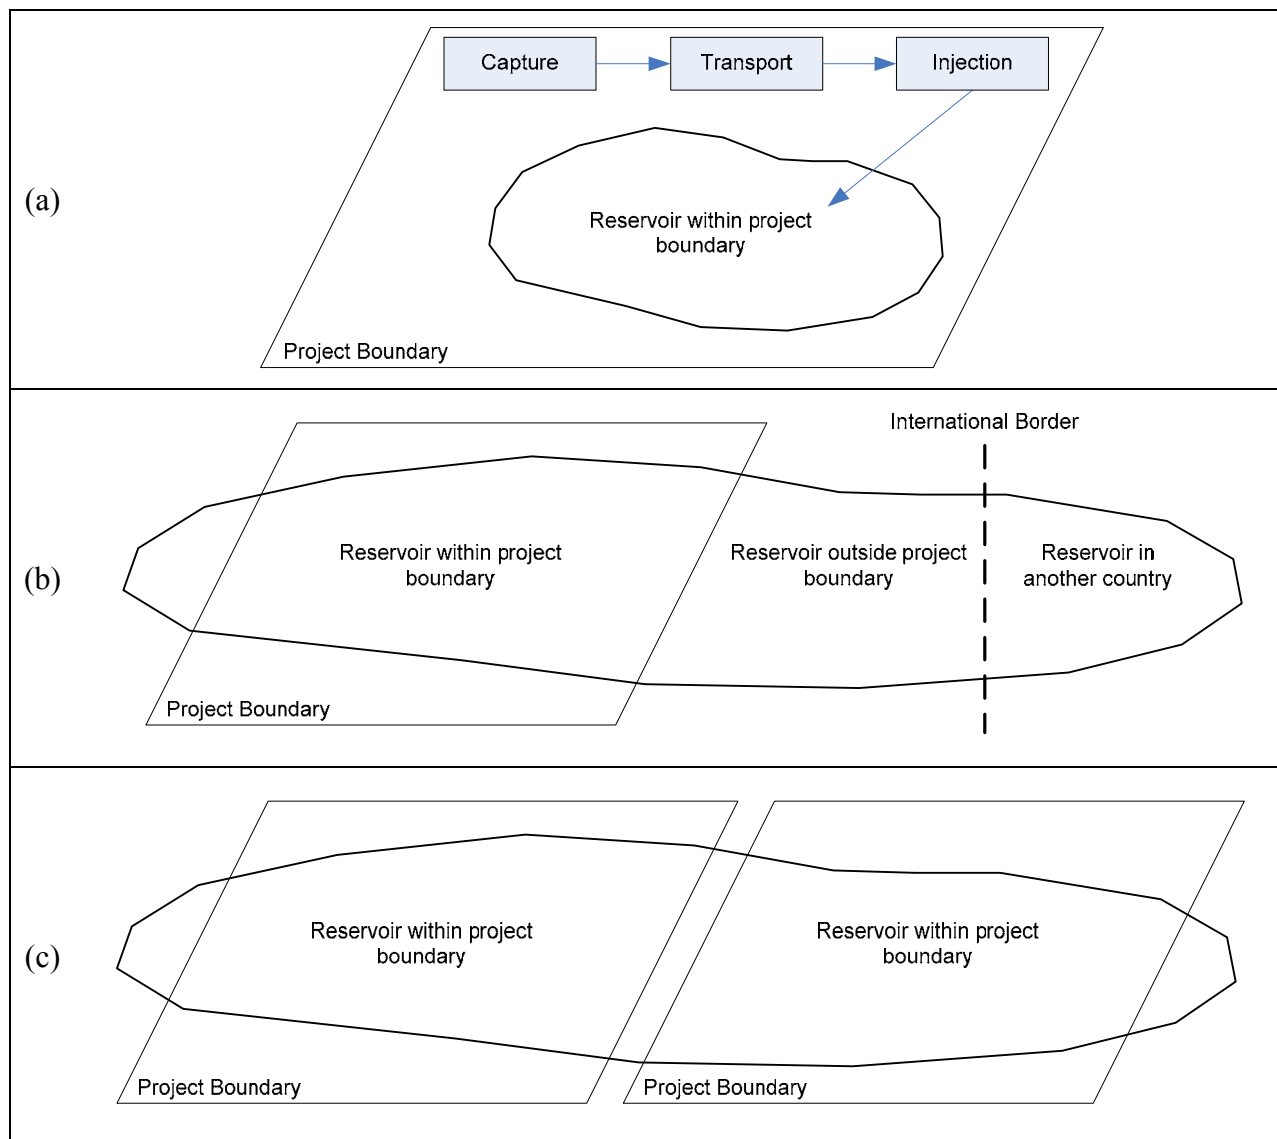 Capture
Transport
Injection
(a)
Reservoir within project
boundary
Project Boundary
International Border
(b)
Reservoir within project
boundary
Reservoir outside project
boundary
Reservoir in
another country
Project Boundary
(c)
Reservoir within project
boundary
Reservoir within project
boundary
Project Boundary
Project Boundary